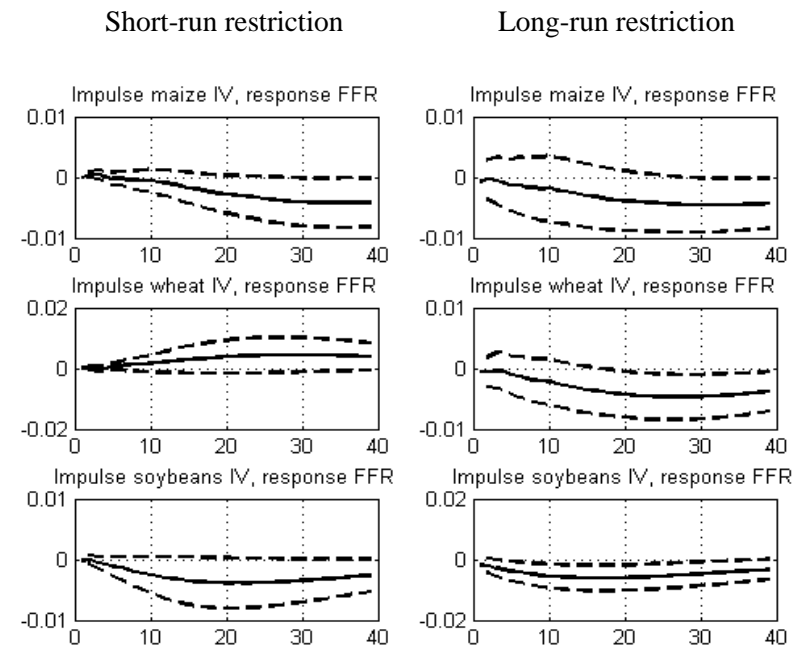 Short-run restriction Long-run restriction
Impulse maize IV, response FFR Impulse maize IV, response FFR
0.01 0.01
0 0
-0.01 -0.01
0 10 20 30 40 0 10 20 30 40
Impulse wheat IV, response FFR Impulse wheat IV, response FFR
0.02 0.01
0 0
-0.02 -0.01
0 10 20 30 40 0 10 20 30 40
Impulse soybeans IV, response FFR Impulse soybeans IV, response FFR
0.01 0.02
0 0
-0.01 -0.02
0 10 20 30 40 0 10 20 30 40